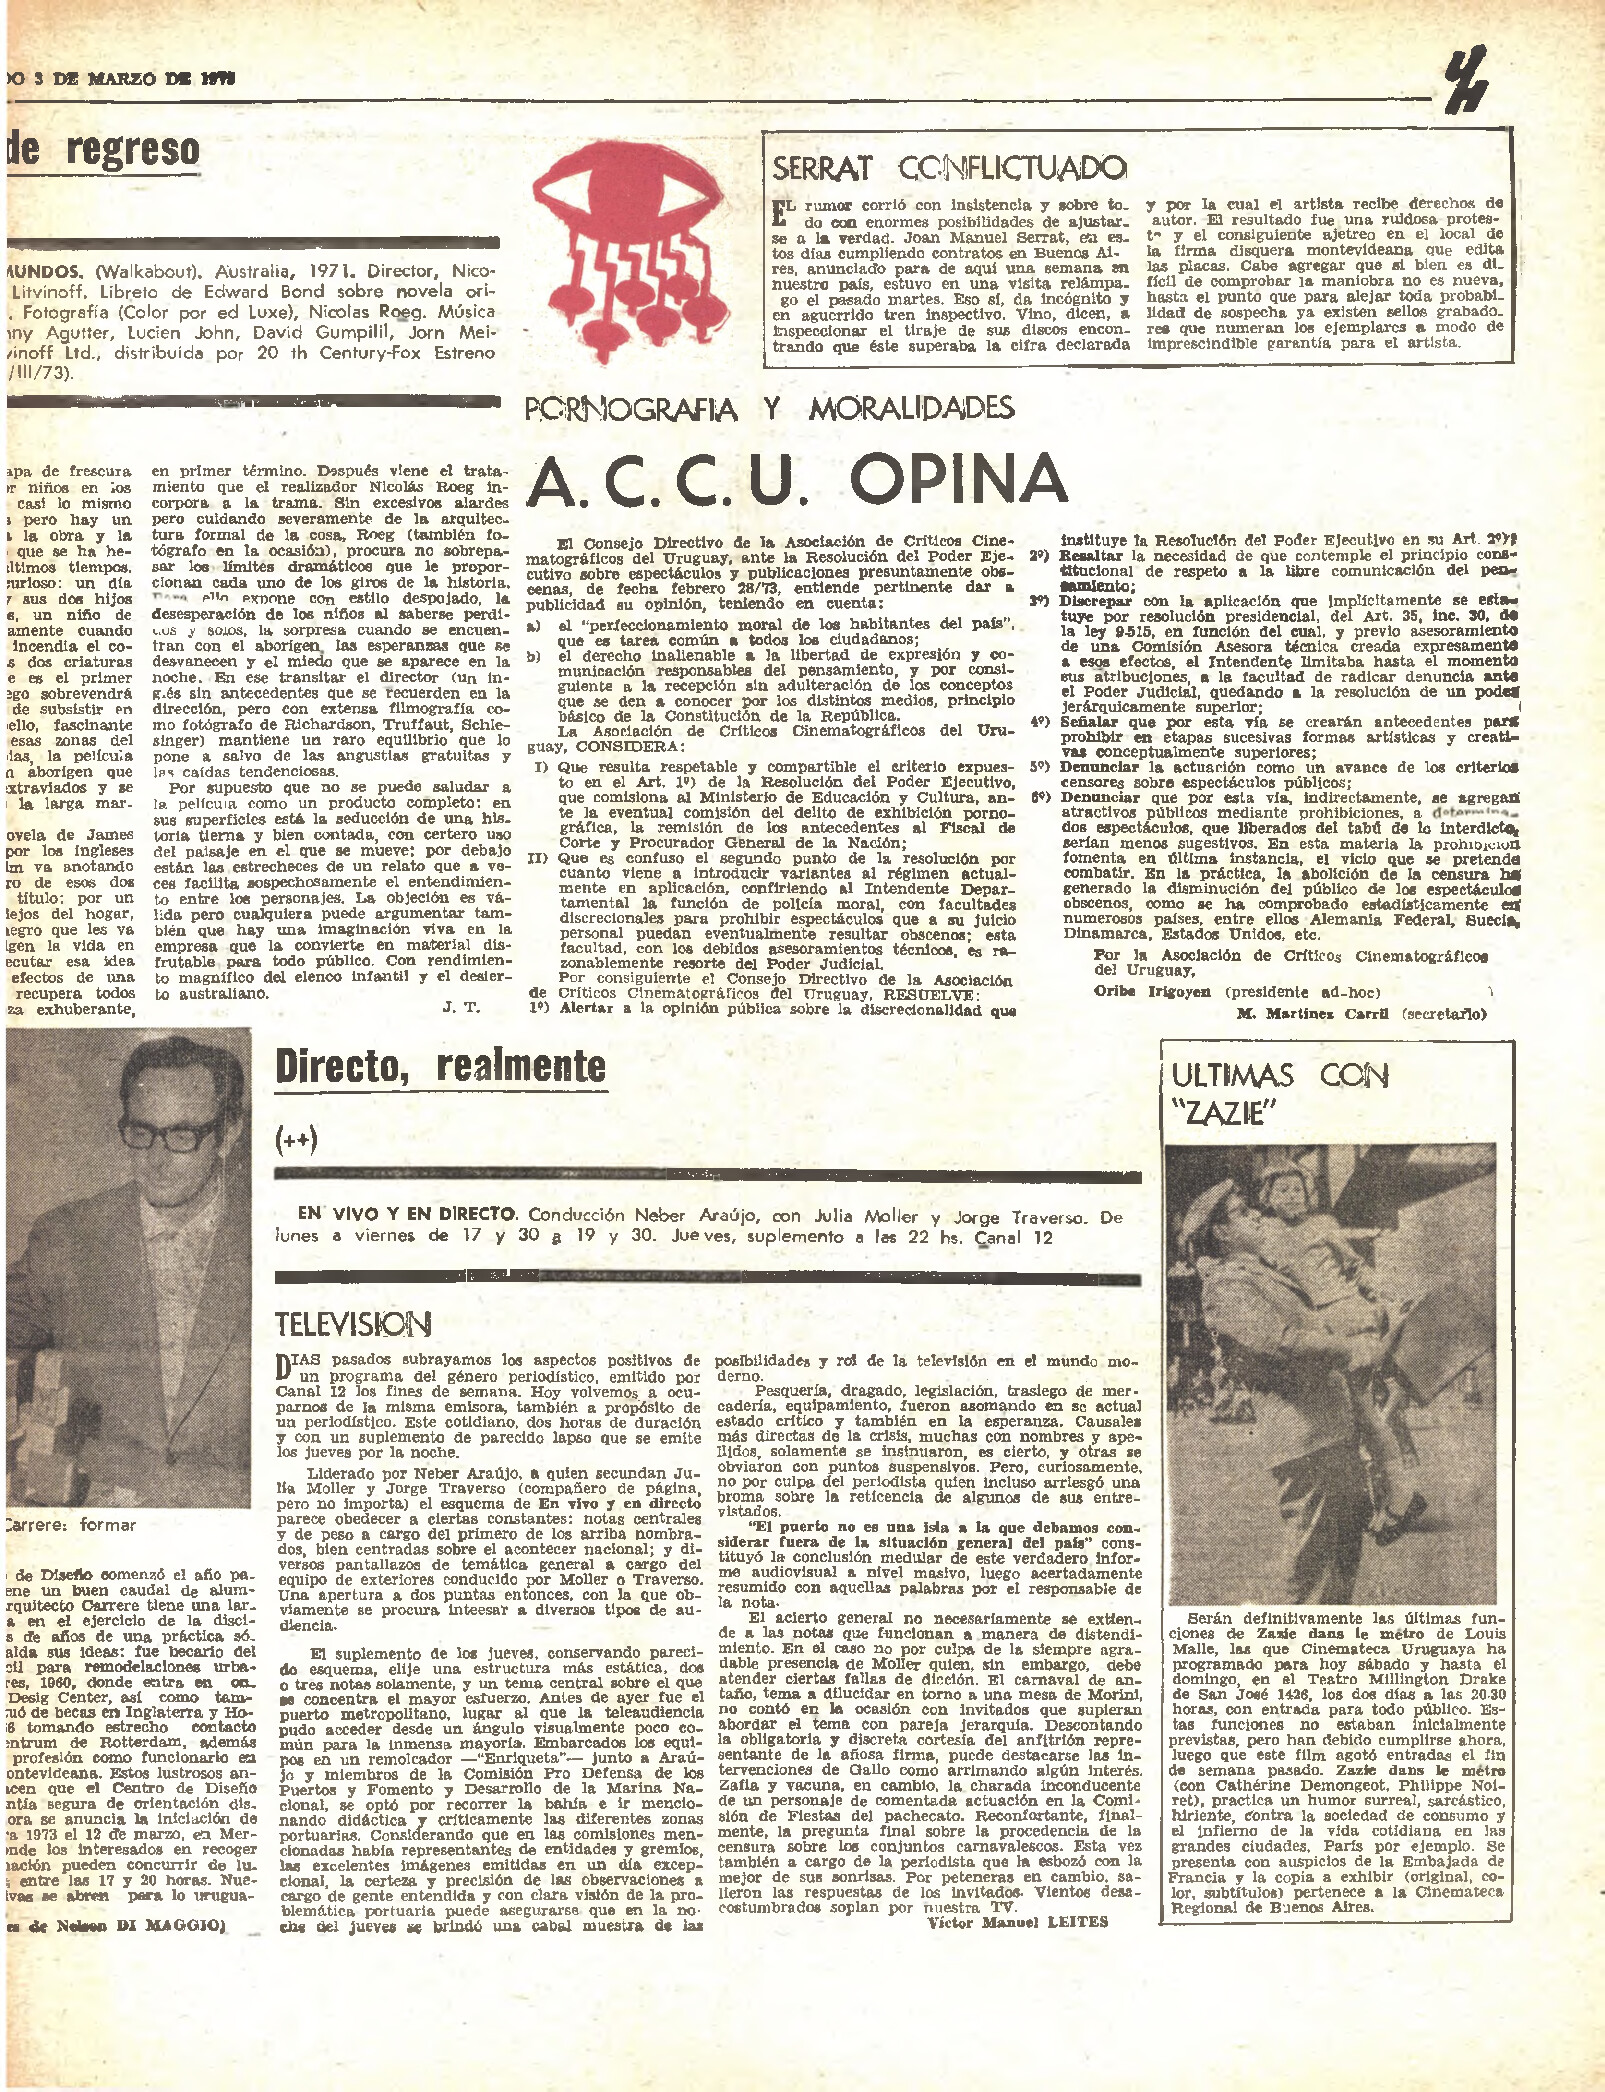 3 DE MARZO DE 1973
de regreso
MUNDOS. (Walkabout). Australia, 1971. Director, Nico-
Litvinoff. Libreto de Edward Bond sobre novela ori-
. Fotografía (Color por ed Luxe), Nicolas Roeg. Música
Agutter, Lucien John, David Gumpilil, Jorn Mei-
Ltd., distribuída por 20 th Century-Fox Estreno
/III/73).
de frescura
niños en los
casi lo mismo
pero hay un
la obra y la
que se ha he-
tiempos.
un día
sus dos hijos
un niño de
cuando
incendia el co-
dos criaturas
es el primer
sobrevendrá
de subsistir en
fascinante
esas zonas del
la película
aborigen que
y se
la larga mar-
de James
por los ingleses
va anotando
de esos dos
título: por un
del hogar,
que les va
la vida en
esa idea
efectos de una
recupera todos
exhuberante,
en primer término. Después viene el trata-
miento que el realizador Nicolás Roeg in-
corpora a la trama. Sin excesivos alardes
pero cuidando severamente de la arquitec-
tura formal de la cosa, Roeg (también fo-
tógrafo en la ocasión), procura no sobrepa-
sar los límites dramáticos que le propor-
cionan cada uno de los giros de la historia.
ello expone con estilo despojado, la
desesperación de los niños al saberse perdi-
dos y solos, la sorpresa cuando se encuen-
tran con el aborigen, las esperanzas que se
desvanecen y el miedo que se aparece en la
noche. En ese transitar el director (un in-
glés sin antecedentes que se recuerden en la
dirección, pero con extensa filmografía co-
mo fotógrafo de Richardson, Truffaut, Schle-
singer) mantiene un raro equilibrio que lo
pone a salvo de las angustias gratuitas y
las caídas tendenciosas.
Por supuesto que no se puede saludar a
la película como un producto completo: en
sus superficies está la seducción de una his-
toria tierna y bien contada, con certero uso
del paisaje en el que se mueve; por debajo
están las estrecheces de un relato que a ve-
ces facilita sospechosamente el entendimien-
to entre los personajes. La objeción es vá-
lida pero cualquiera puede argumentar tam-
bién que hay una imaginación viva en la
empresa que la convierte en material dis-
frutable para todo público. Con rendimien-
to magnífico del elenco infantil y el desier-
to australiano.
J. T.
SERRAT CONFLICTUADO
EL rumor corrió con insistencia y sobre to-
do con enormes posibilidades de ajustar-
se a la verdad. Joan Manuel Serrat, en es-
tos días cumpliendo contratos en Buenos Ai-
res, anunciado para de aquí una semana en
nuestro país, estuvo en una visita relámpa-
go el pasado martes. Eso sí, da incógnito y
en aguerrido tren inspectivo. Vino, dicen, a
inspeccionar el tiraje de sus discos encon-
trando que éste superaba la cifra declarada
y por la cual el artista recibe derechos de
autor. El resultado fue una ruidosa protes-
ta y el consiguiente ajetreo en el local de
la firma disquera montevideana que edita
las placas. Cabe agregar que si bien es di-
fícil de comprobar la maniobra no es nueva,
hasta el punto que para alejar toda probabi-
lidad de sospecha ya existen sellos grabado-
res que numeran los ejemplares a modo de
imprescindible garantía para el artista.
PORNOGRAFIA Y MORALIDADES
A. C. C. U. OPINA
El Consejo Directivo de la Asociación de Críticos Cine-
matográficos del Uruguay, ante la Resolución del Poder Eje-
cutivo sobre espectáculos y publicaciones presuntamente obs-
cenas, de fecha febrero 28/73, entiende pertinente dar a
publicidad su opinión, teniendo en cuenta:
a) el "perfeccionamiento moral de los habitantes del país",
que es tarea común a todos los ciudadanos;
b) el derecho inalienable a la libertad de expresión y co-
municación responsables del pensamiento, y por consi-
guiente a la recepción sin adulteración de los conceptos
que se den a conocer por los distintos medios, principio
básico de la Constitución de la República.
La Asociación de Críticos Cinematográficos del Uru-
guay, CONSIDERA:
I) Que resulta respetable y compartible el criterio expues-
to en el Art. 1º) de la Resolución del Poder Ejecutivo,
que comisiona al Ministerio de Educación y Cultura, an-
te la eventual comisión del delito de exhibición porno-
gráfica, la remisión de los antecedentes al Fiscal de
Corte y Procurador General de la Nación;
II) Que es confuso el segundo punto de la resolución por
cuanto viene a introducir variantes al régimen actual-
mente en aplicación, confiriendo al Intendente Depar-
tamental la función de policía moral, con facultades
discrecionales para prohibir espectáculos que a su juicio
personal puedan eventualmente resultar obscenos; esta
facultad, con los debidos asesoramientos técnicos, es ra-
zonablemente resorte del Poder Judicial.
Por consiguiente el Consejo Directivo de la Asociación
de Críticos Cinematográficos del Uruguay, RESUELVE:
1º) Alertar a la opinión pública sobre la discrecionalidad que
instituye la Resolución del Poder Ejecutivo en su Art. 2º);
2º) Resaltar la necesidad de que contemple el principio cons-
titucional de respeto a la libre comunicación del pen-
samiento;
3º) Discrepar con la aplicación que implícitamente se esta-
tuye por resolución presidencial, del Art. 35, inc. 30, de
la ley 9.515, en función del cual, y previo asesoramiento
de una Comisión Asesora técnica creada expresamente
a esos efectos, el Intendente limitaba hasta el momento
sus atribuciones, a la facultad de radicar denuncia ante
el Poder Judicial, quedando a la resolución de un poder
jerárquicamente superior;
4º) Señalar que por esta vía se crearán antecedentes para
prohibir en etapas sucesivas formas artísticas y creati-
vas conceptualmente superiores;
5º) Denunciar la actuación como un avance de los criterios
censores sobre espectáculos públicos;
6º) Denunciar que por esta vía, indirectamente, se agregan
atractivos públicos mediante prohibiciones, a determina-
dos espectáculos, que liberados del tabú de lo interdicto,
serían menos sugestivos. En esta materia la prohibición
fomenta en última instancia, el vicio que se pretende
combatir. En la práctica, la abolición de la censura ha
generado la disminución del público de los espectáculos
obscenos, como se ha comprobado estadísticamente en
numerosos países, entre ellos Alemania Federal, Suecia,
Dinamarca, Estados Unidos, etc.
Por la Asociación de Críticos Cinematográficos
del Uruguay,
Oribe Irigoyen (presidente ad-hoc)
M. Martínez Carril (secretario)
Carrere: formar
de Diseño comenzó el año pa-
un buen caudal de alum-
Carrere tiene una lar-
en el ejercicio de la disci-
de años de una práctica só-
sus ideas: fue becario del
para remodelaciones urba-
1960, donde entra en con-
Desig Center, así como tam-
de becas en Inglaterra y Ho-
tomando estrecho contacto
de Rotterdam, además
profesión como funcionario en
Estos lustrosos an-
que el Centro de Diseño
segura de orientación dis-
se anuncia la iniciación de
1973 el 12 de marzo, en Mer-
los interesados en recoger
pueden concurrir de lu-
entre las 17 y 20 horas. Nue-
se abren para lo urugua-
de Nelson DI MAGGIO)
Directo, realmente
(++)
EN VIVO Y EN DIRECTO. Conducción Neber Araújo, con Julia Moller y Jorge Traverso. De
lunes a viernes de 17 y 30 a 19 y 30. Jueves, suplemento a las 22 hs. Canal 12
TELEVISION
DIAS pasados subrayamos los aspectos positivos de
un programa del género periodístico, emitido por
Canal 12 los fines de semana. Hoy volvemos a ocu-
parnos de la misma emisora, también a propósito de
un periodístico. Este cotidiano, dos horas de duración
y con un suplemento de parecido lapso que se emite
los jueves por la noche.
Liderado por Neber Araújo, a quien secundan Ju-
lia Moller y Jorge Traverso (compañero de página,
pero no importa) el esquema de En vivo y en directo
parece obedecer a ciertas constantes: notas centrales
y de peso a cargo del primero de los arriba nombra-
dos, bien centradas sobre el acontecer nacional; y di-
versos pantallazos de temática general a cargo del
equipo de exteriores conducido por Moller o Traverso.
Una apertura a dos puntas entonces, con la que ob-
viamente se procura inteesar a diversos tipos de au-
diencia.
El suplemento de los jueves, conservando pareci-
do esquema, elije una estructura más estática, dos
o tres notas solamente, y un tema central sobre el que
se concentra el mayor esfuerzo. Antes de ayer fue el
puerto metropolitano, lugar al que la teleaudiencia
pudo acceder desde un ángulo visualmente poco co-
mún para la inmensa mayoría. Embarcados los equi-
pos en un remolcador —"Enriqueta"— junto a Araú-
jo y miembros de la Comisión Pro Defensa de los
Puertos y Fomento y Desarrollo de la Marina Na-
cional, se optó por recorrer la bahía e ir mencio-
nando didáctica y críticamente las diferentes zonas
portuarias. Considerando que en las comisiones men-
cionadas había representantes de entidades y gremios,
las excelentes imágenes emitidas en un día excep-
cional, la certeza y precisión de las observaciones a
cargo de gente entendida y con clara visión de la pro-
blemática portuaria puede asegurarse que en la no-
che del jueves se brindó una cabal muestra de las
posibilidades y rol de la televisión en el mundo mo-
derno.
Pesquería, dragado, legislación, trasiego de mer-
cadería, equipamiento, fueron asomando en se actual
estado crítico y también en la esperanza. Causales
más directas de la crisis, muchas con nombres y ape-
llidos, solamente se insinuaron, es cierto, y otras se
obviaron con puntos suspensivos. Pero, curiosamente,
no por culpa del periodista quien incluso arriesgó una
broma sobre la reticencia de algunos de sus entre-
vistados.
"El puerto no es una isla a la que debamos con-
siderar fuera de la situación general del país" cons-
tituyó la conclusión medular de este verdadero infor-
me audiovisual a nivel masivo, luego acertadamente
resumido con aquellas palabras por el responsable de
la nota.
El acierto general no necesariamente se extien-
de a las notas que funcionan a manera de distendi-
miento. En el caso no por culpa de la siempre agra-
dable presencia de Moller quien, sin embargo, debe
atender ciertas fallas de dicción. El carnaval de an-
taño, tema a dilucidar en torno a una mesa de Morini,
no contó en la ocasión con invitados que supieran
abordar el tema con pareja jerarquía. Descontando
la obligatoria y discreta cortesía del anfitrión repre-
sentante de la añosa firma, puede destacarse las in-
tervenciones de Gallo como arrimando algún interés.
Zafia y vacuna, en cambio, la charada inconducente
de un personaje de comentada actuación en la Comi-
sión de Fiestas del pachecato. Reconfortante, final-
mente, la pregunta final sobre la procedencia de la
censura sobre los conjuntos carnavalescos. Esta vez
también a cargo de la periodista que la esbozó con la
mejor de sus sonrisas. Por peteneras en cambio, sa-
lieron las respuestas de los invitados. Vientos desa-
costumbrados soplan por nuestra TV.
Víctor Manuel LEITES
ULTIMAS CON
"ZAZIE"
Serán definitivamente las últimas fun-
ciones de Zazie dans le métro de Louis
Malle, las que Cinemateca Uruguaya ha
programado para hoy sábado y hasta el
domingo, en el Teatro Millington Drake
de San José 1426, los dos días a las 20.30
horas, con entrada para todo público. Es-
tas funciones no estaban inicialmente
previstas, pero han debido cumplirse ahora,
luego que este film agotó entradas el fin
de semana pasado. Zazie dans le métro
(con Cathérine Demongeot, Philippe Noi-
ret), practica un humor surreal, sarcástico,
hiriente, contra la sociedad de consumo y
el infierno de la vida cotidiana en las
grandes ciudades, París por ejemplo. Se
presenta con auspicios de la Embajada de
Francia y la copia a exhibir (original, co-
lor, subtítulos) pertenece a la Cinemateca
Regional de Buenos Aires.